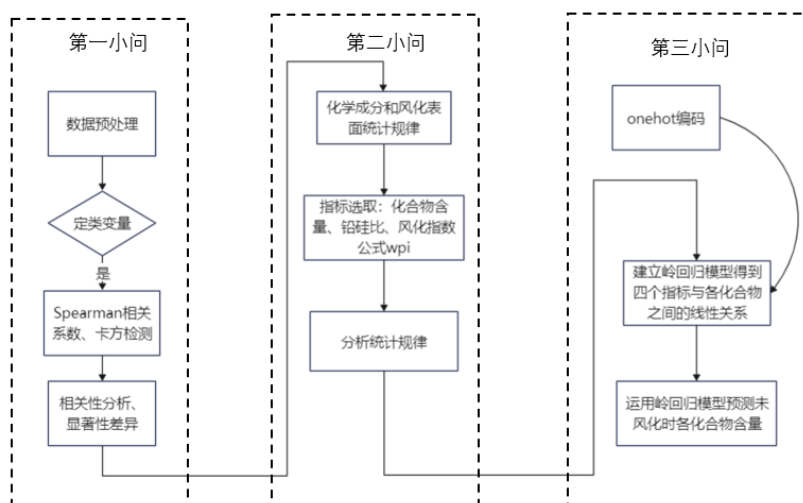 第一小问
数据预处理
定类变量
是
Spearman相关
系数、卡方检测
相关性分析、
显著性差异
第二小问
化学成分和风化表
面统计规律
指标选取：化合物含
量、铅硅比、风化指数
公式wpi
分析统计规律
第三小问
onehot编码
建立岭回归模型得到
四个指标与各化合物
之间的线性关系
运用岭回归模型预测未
风化时各化合物含量